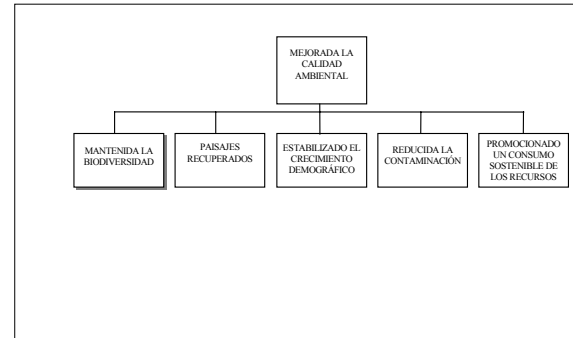 MEJORADA LA
CALIDAD
AMBIENTAL
MANTENIDA LA
BIODIVERSIDAD
PAISAJES
RECUPERADOS
ESTABILIZADO EL
CRECIMIENTO
DEMOGRÁFICO
REDUCIDA LA
CONTAMINACIÓN
PROMOCIONADO
UN CONSUMO
SOSTENIBLE DE
LOS RECURSOS